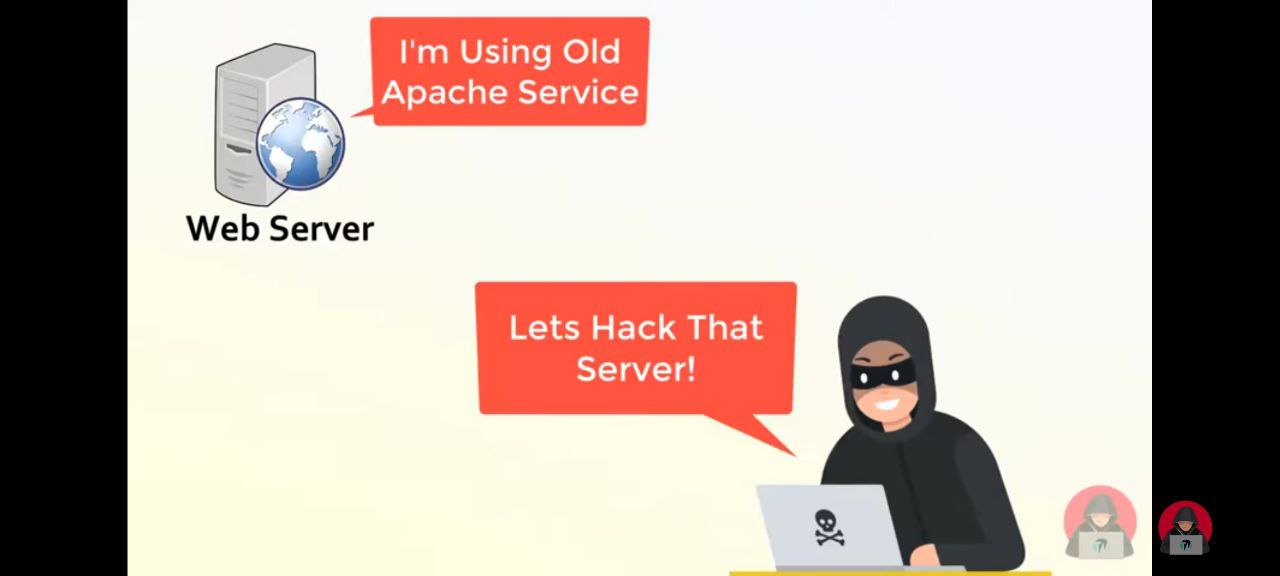 I'm Using Old
Apache Service
Web Server
Lets Hack That
Server!